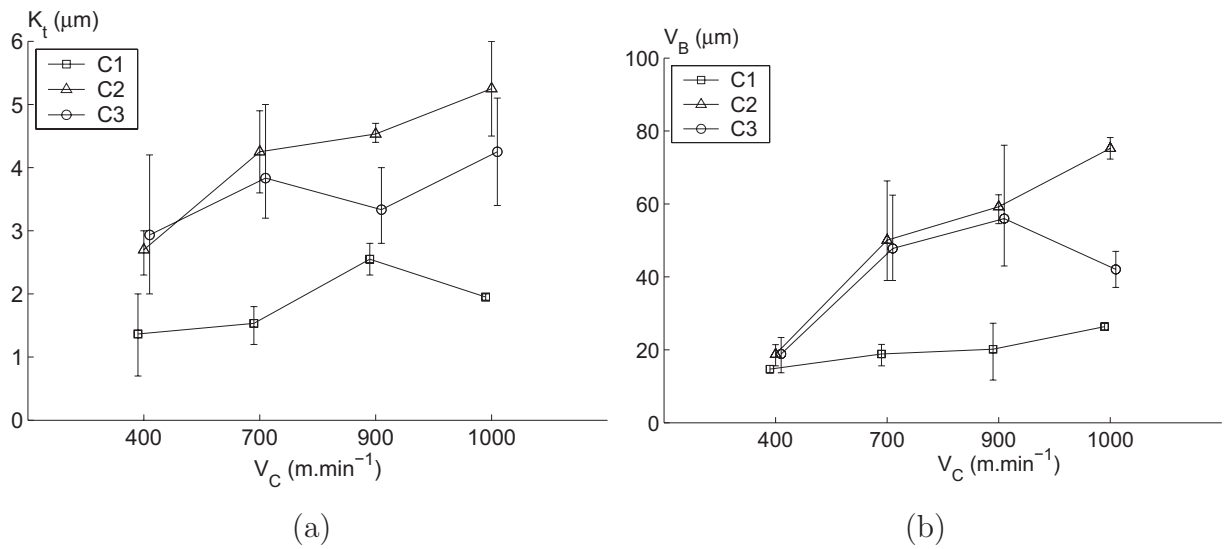 K_t (μm)
6
5
4
3
2
1
0
C1
C2
C3
400 700 900 1000
V_C (m.min⁻¹)
(a)
V_B (μm)
100
80
60
40
20
0
C1
C2
C3
400 700 900 1000
V_C (m.min⁻¹)
(b)